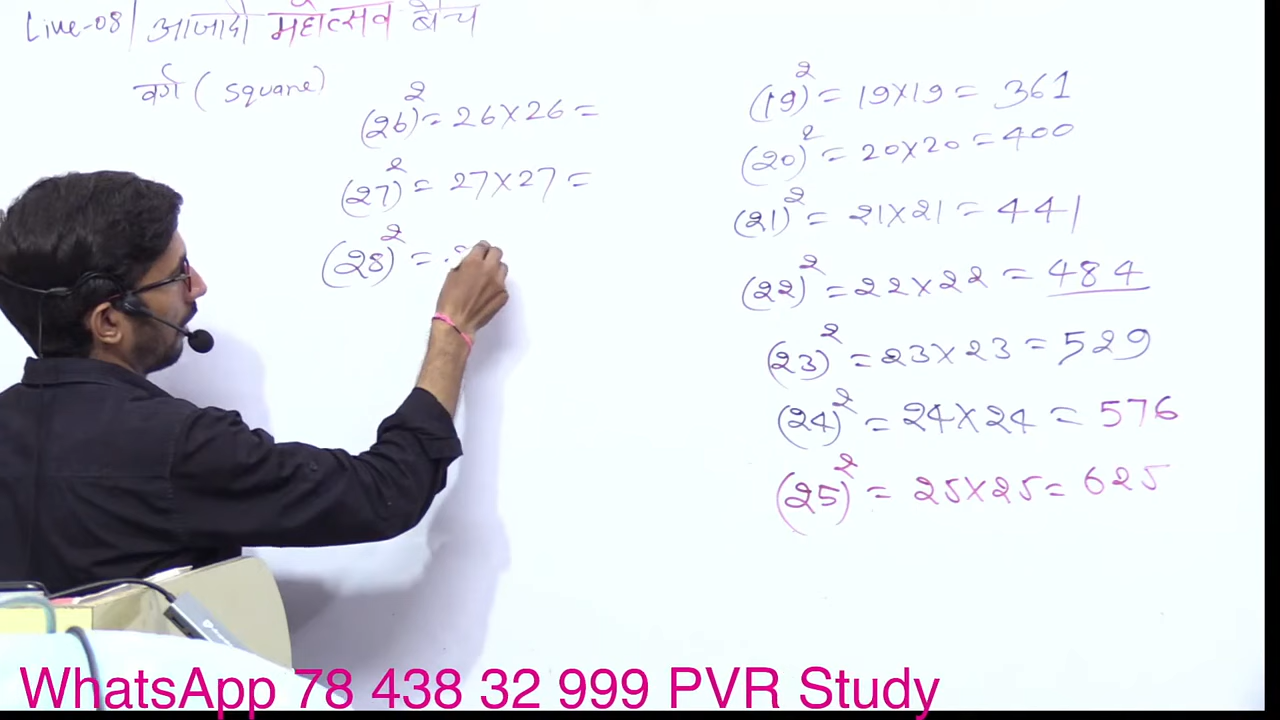 Live-08 | आजादी महोत्सव बैच
वर्ग (square)
(26)² = 26×26 =
(27)² = 27×27 =
(28)² =
(19)² = 19×19 = 361
(20)² = 20×20 = 400
(21)² = 21×21 = 441
(22)² = 22×22 = 484
(23)² = 23×23 = 529
(24)² = 24×24 = 576
(25)² = 25×25 = 625
WhatsApp 78 438 32 999 PVR Study